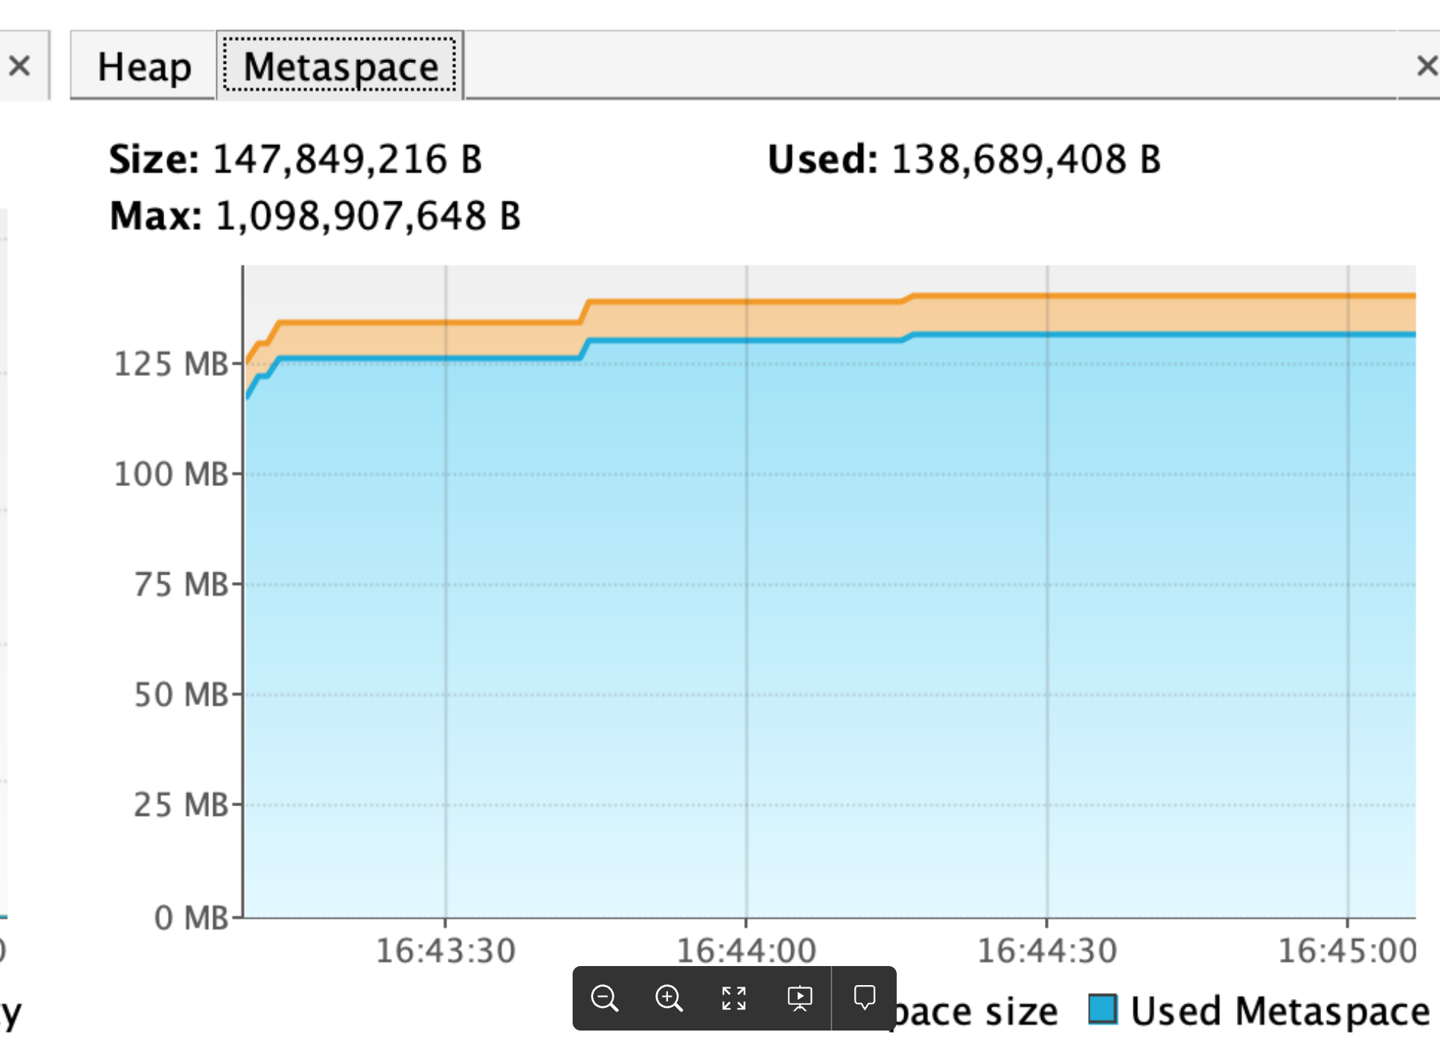 Heap Metaspace
Size: 147,849,216 B Used: 138,689,408 B
Max: 1,098,907,648 B
125 MB
100 MB
75 MB
50 MB
25 MB
0 MB
16:43:30 16:44:00 16:44:30 16:45:00
size Used Metaspace